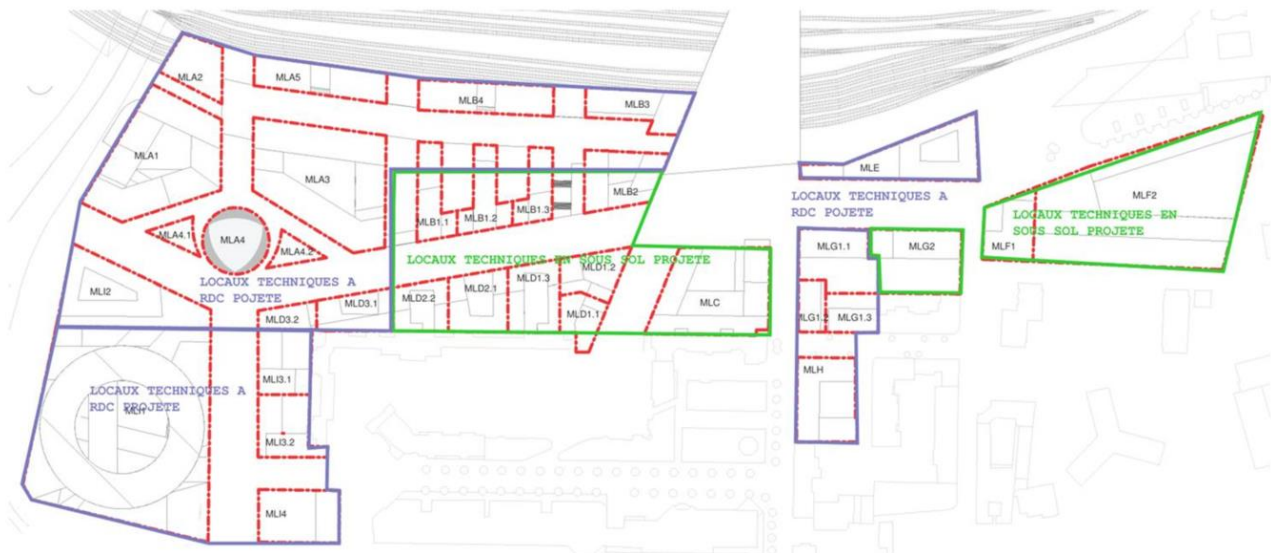 MLA2
MLA5
MLB4
MLB3
MLA1
MLA3
MLE
LOCAUX TECHNIQUES A
RDC POJETE
MLB2
MLF2
MLB1.1
MLB1.2
MLB1.3
LOCAUX TECHNIQUES EN
SOUS SOL PROJETE
MLA4.1
MLA4
MLA4.2
MLG1.1
MLG2
MLF1
LOCAUX TECHNIQUES EN SOUS SOL PROJETE
MLD1.2
LOCAUX TECHNIQUES A
RDC POJETE
MLI2
MLD3.1
MLD2.2
MLD2.1
MLD1.3
MLC
MLD3.2
MLD1.1
MLG1.2
MLG1.3
MLH
MLI3.1
LOCAUX TECHNIQUES A
RDC PROJETE
MLI1
MLI3.2
MLI4